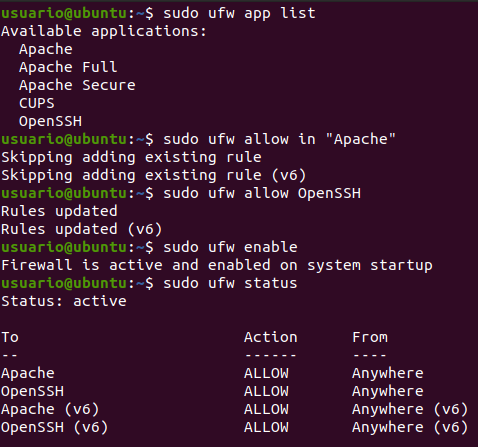 usuario@ubuntu:~$ sudo ufw app list
Available applications:
  Apache
  Apache Full
  Apache Secure
  CUPS
  OpenSSH
usuario@ubuntu:~$ sudo ufw allow in "Apache"
Skipping adding existing rule
Skipping adding existing rule (v6)
usuario@ubuntu:~$ sudo ufw allow OpenSSH
Rules updated
Rules updated (v6)
usuario@ubuntu:~$ sudo ufw enable
Firewall is active and enabled on system startup
usuario@ubuntu:~$ sudo ufw status
Status: active

To                         Action      From
--                         ------      ----
Apache                     ALLOW       Anywhere
OpenSSH                    ALLOW       Anywhere
Apache (v6)                ALLOW       Anywhere (v6)
OpenSSH (v6)               ALLOW       Anywhere (v6)